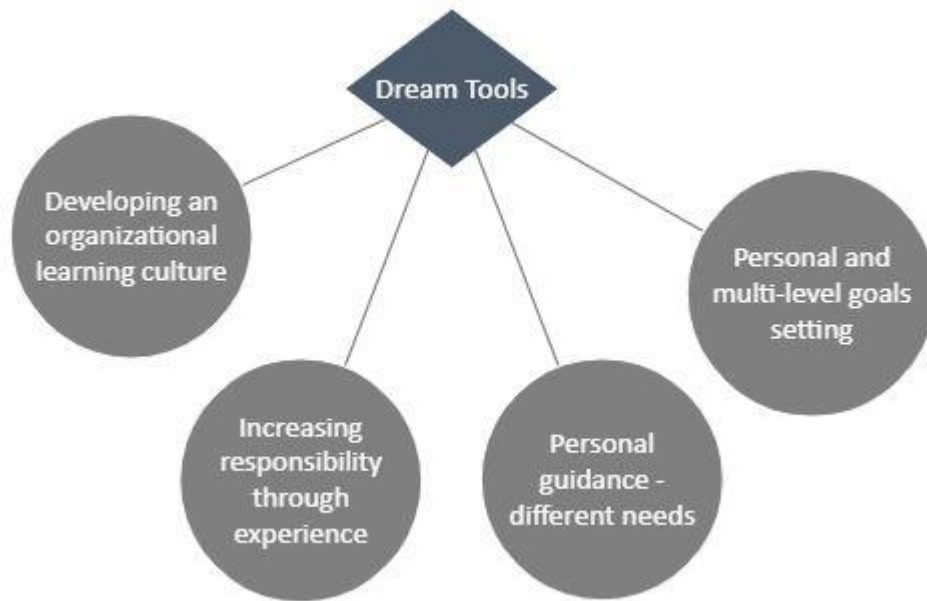 Dream Tools
Developing an
organizational
learning culture
Increasing
responsibility
through
experience
Personal
guidance -
different needs
Personal and
multi-level goals
setting